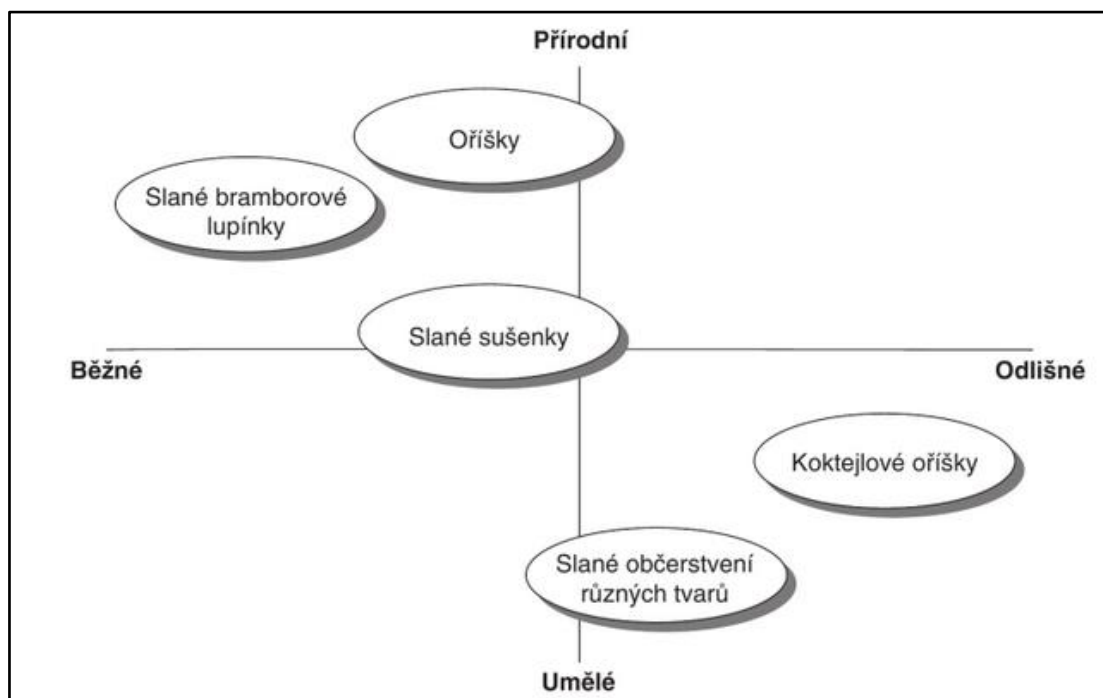 Přírodní
Oříšky
Slané bramborové
lupínky
Slané sušenky
Běžné
Odlišné
Koktejlové oříšky
Slané občerstvení
různých tvarů
Umělé